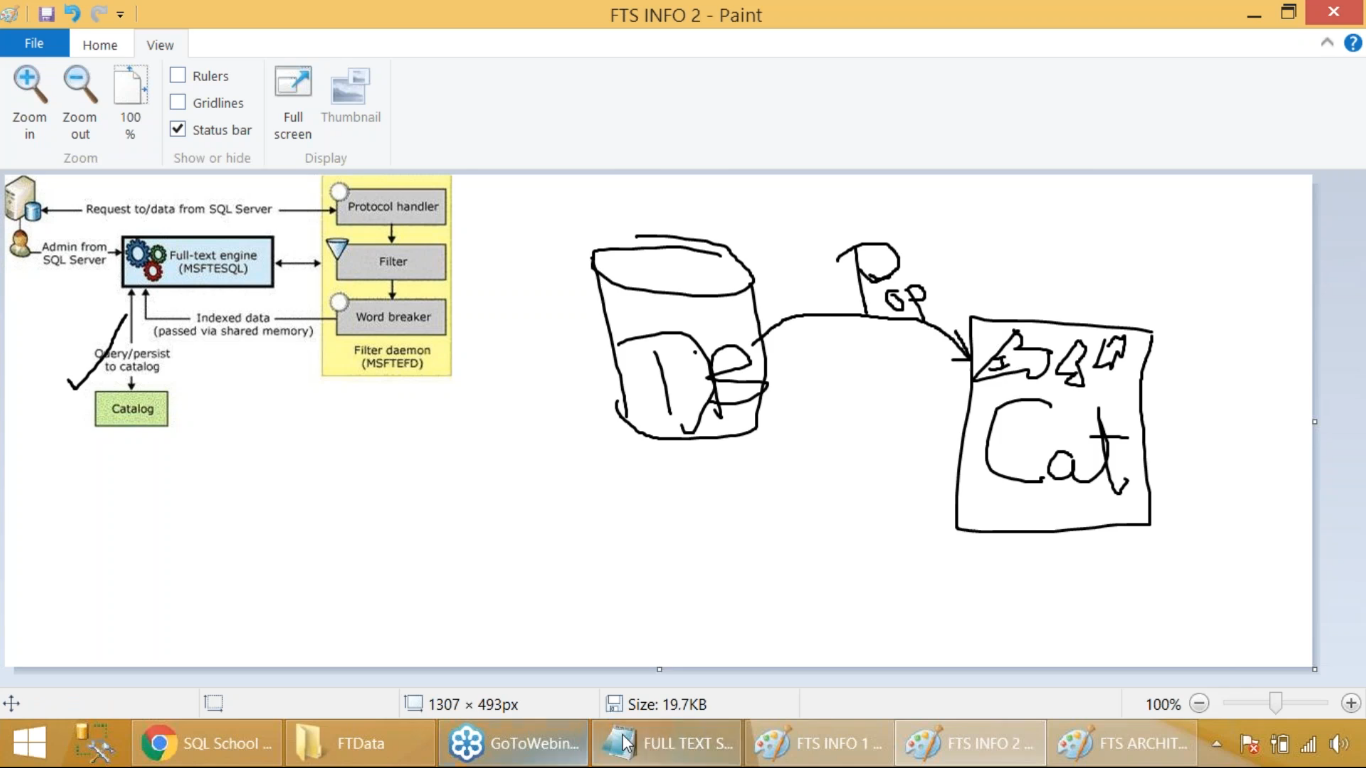 FTS INFO 2 - Paint
File
Home
View
Zoom in
Zoom out
100 %
Rulers
Gridlines
Status bar
Full screen
Thumbnail
Zoom
Show or hide
Display
Request to/data from SQL Server
Protocol handler
Admin from
SQL Server
Full-text engine
(MSFTESQL)
Filter
Indexed data
(passed via shared memory)
Word breaker
Query/persist
to catalog
Filter daemon
(MSFTEFD)
Catalog
Pop
Cat
1307 × 493px
Size: 19.7KB
100%
SQL School ...
FTData
GoToWebin...
FULL TEXT S...
FTS INFO 1 ...
FTS INFO 2 ...
FTS ARCHIT...